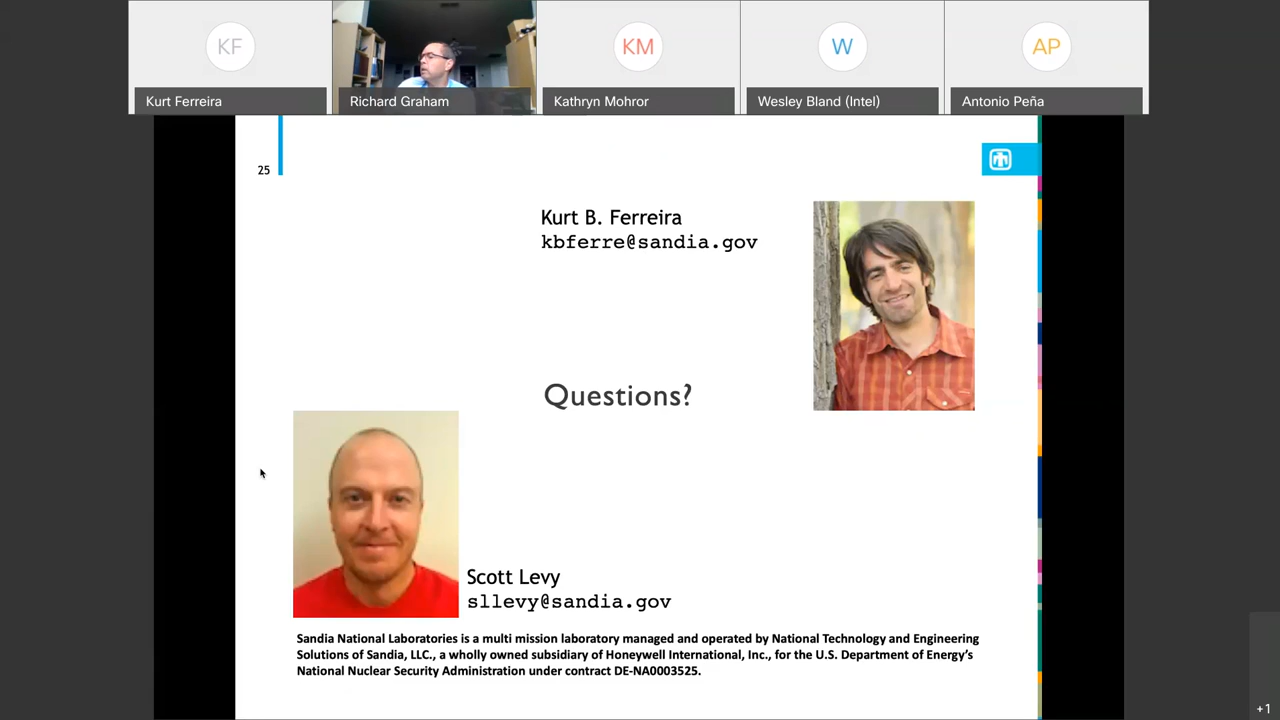 KF
KM
W
AP
Kurt Ferreira
Richard Graham
Kathryn Mohror
Wesley Bland (Intel)
Antonio Peña
25
Kurt B. Ferreira
kbferre@sandia.gov
Questions?
Scott Levy
sllevy@sandia.gov
Sandia National Laboratories is a multi mission laboratory managed and operated by National Technology and Engineering
Solutions of Sandia, LLC., a wholly owned subsidiary of Honeywell International, Inc., for the U.S. Department of Energy’s
National Nuclear Security Administration under contract DE-NA0003525.
+1